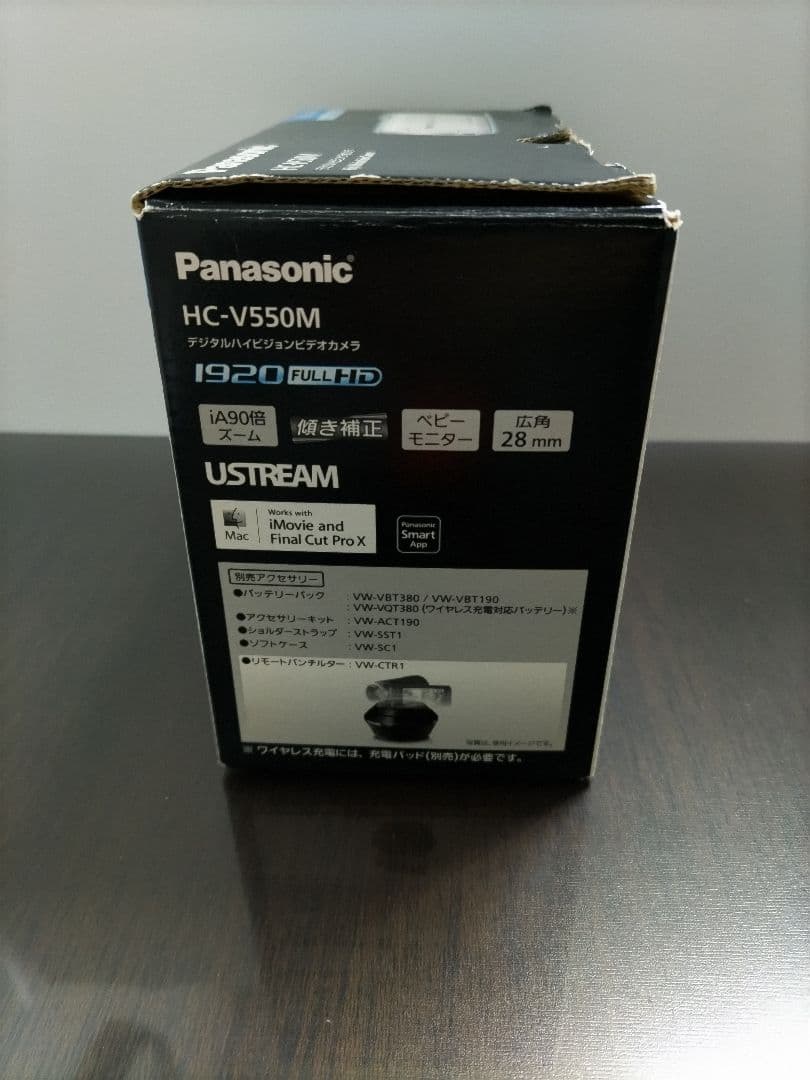 Panasonic
Panasonic
HC-V550M
デジタルハイビジョンビデオカメラ
1920 FULL HD
iA90倍
ズーム
傾き補正
ベビー
モニター
広角
28 mm
USTREAM
Mac
Works with
iMovie and
Final Cut Pro X
Panasonic
Smart
App
別売アクセサリー
●バッテリーパック : VW-VBT380 / VW-VBT190
: VW-VQT380 (ワイヤレス充電対応バッテリー)※
●アクセサリーキット : VW-ACT190
●ショルダーストラップ : VW-SST1
●ソフトケース : VW-SC1
●リモートパンチルター : VW-CTR1
※ ワイヤレス充電には、充電パッド(別売)が必要です。